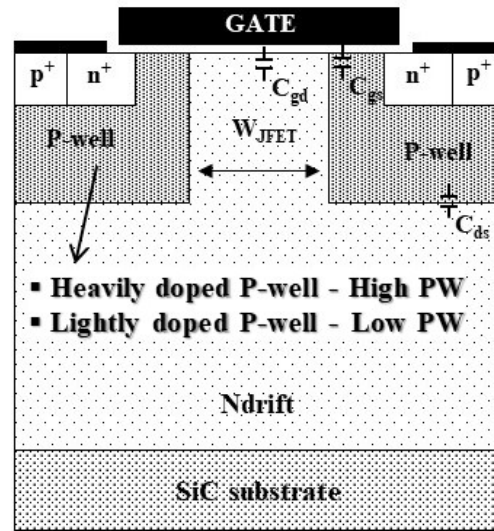 GATE
p+ n+ Cgd Cgs n+ p+
P-well WJFET P-well
Cds
▪ Heavily doped P-well - High PW
▪ Lightly doped P-well - Low PW
Ndrift
SiC substrate